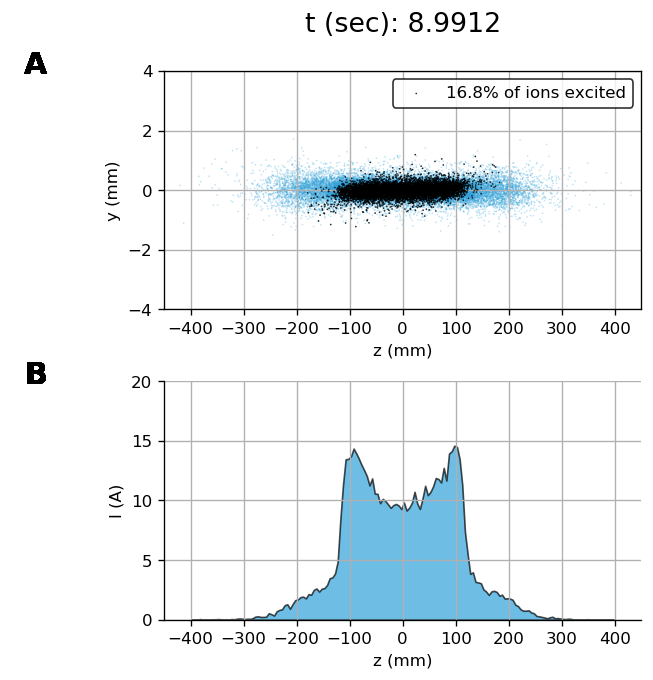 t (sec): 8.9912
A
16.8% of ions excited
y (mm)
4
2
0
−2
−4
−400 −300 −200 −100 0 100 200 300 400
z (mm)
B
I (A)
20
15
10
5
0
−400 −300 −200 −100 0 100 200 300 400
z (mm)